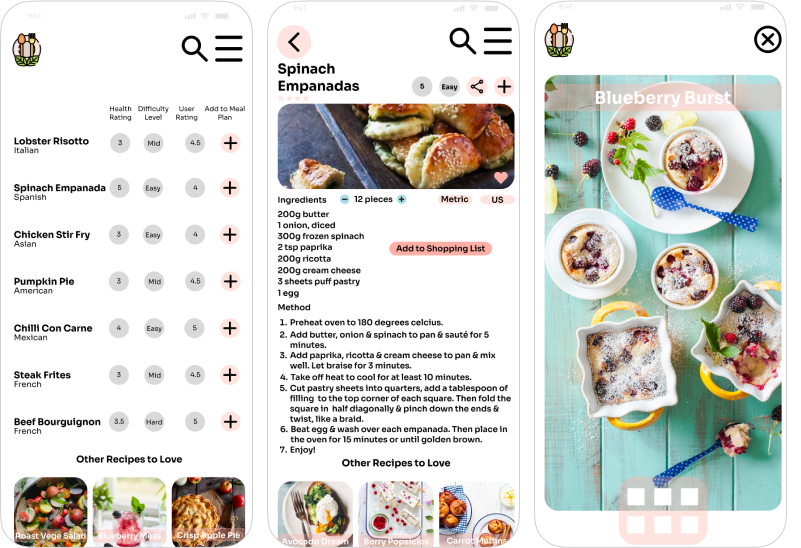 9:41
Health Difficulty User Add to Meal
Rating Level Rating Plan
Lobster Risotto
Italian
3 Mid 4.5
Spinach Empanada
Spanish
5 Easy 4
Chicken Stir Fry
Asian
3 Easy 4
Pumpkin Pie
American
3 Mid 4.5
Chilli Con Carne
Mexican
4 Easy 5
Steak Frites
French
3 Mid 4.5
Beef Bourguignon
French
3.5 Hard 5
Other Recipes to Love
Roast Vege Salad
Blueberry Mess
Crisp Apple Pie
9:41
Spinach
Empanadas
5 Easy
Ingredients
12 pieces
Metric
US
200g butter
1 onion, diced
300g frozen spinach
2 tsp paprika
200g ricotta
200g cream cheese
3 sheets puff pastry
1 egg
Add to Shopping List
Method
1. Preheat oven to 180 degrees celcius.
2. Add butter, onion & spinach to pan & sauté for 5
minutes.
3. Add paprika, ricotta & cream cheese to pan & mix
well. Let braise for 3 minutes.
4. Take off heat to cool for at least 10 minutes.
5. Cut pastry sheets into quarters, add a tablespoon of
filling to the top corner of each square. Then fold the
square in half diagonally & pinch down the ends &
twist, like a braid.
6. Beat egg & wash over each empanada. Then place in
the oven for 15 minutes or until golden brown.
7. Enjoy!
Other Recipes to Love
Avocado Dream
Berry Popsicles
Carrot Muffins
9:41
Blueberry Burst